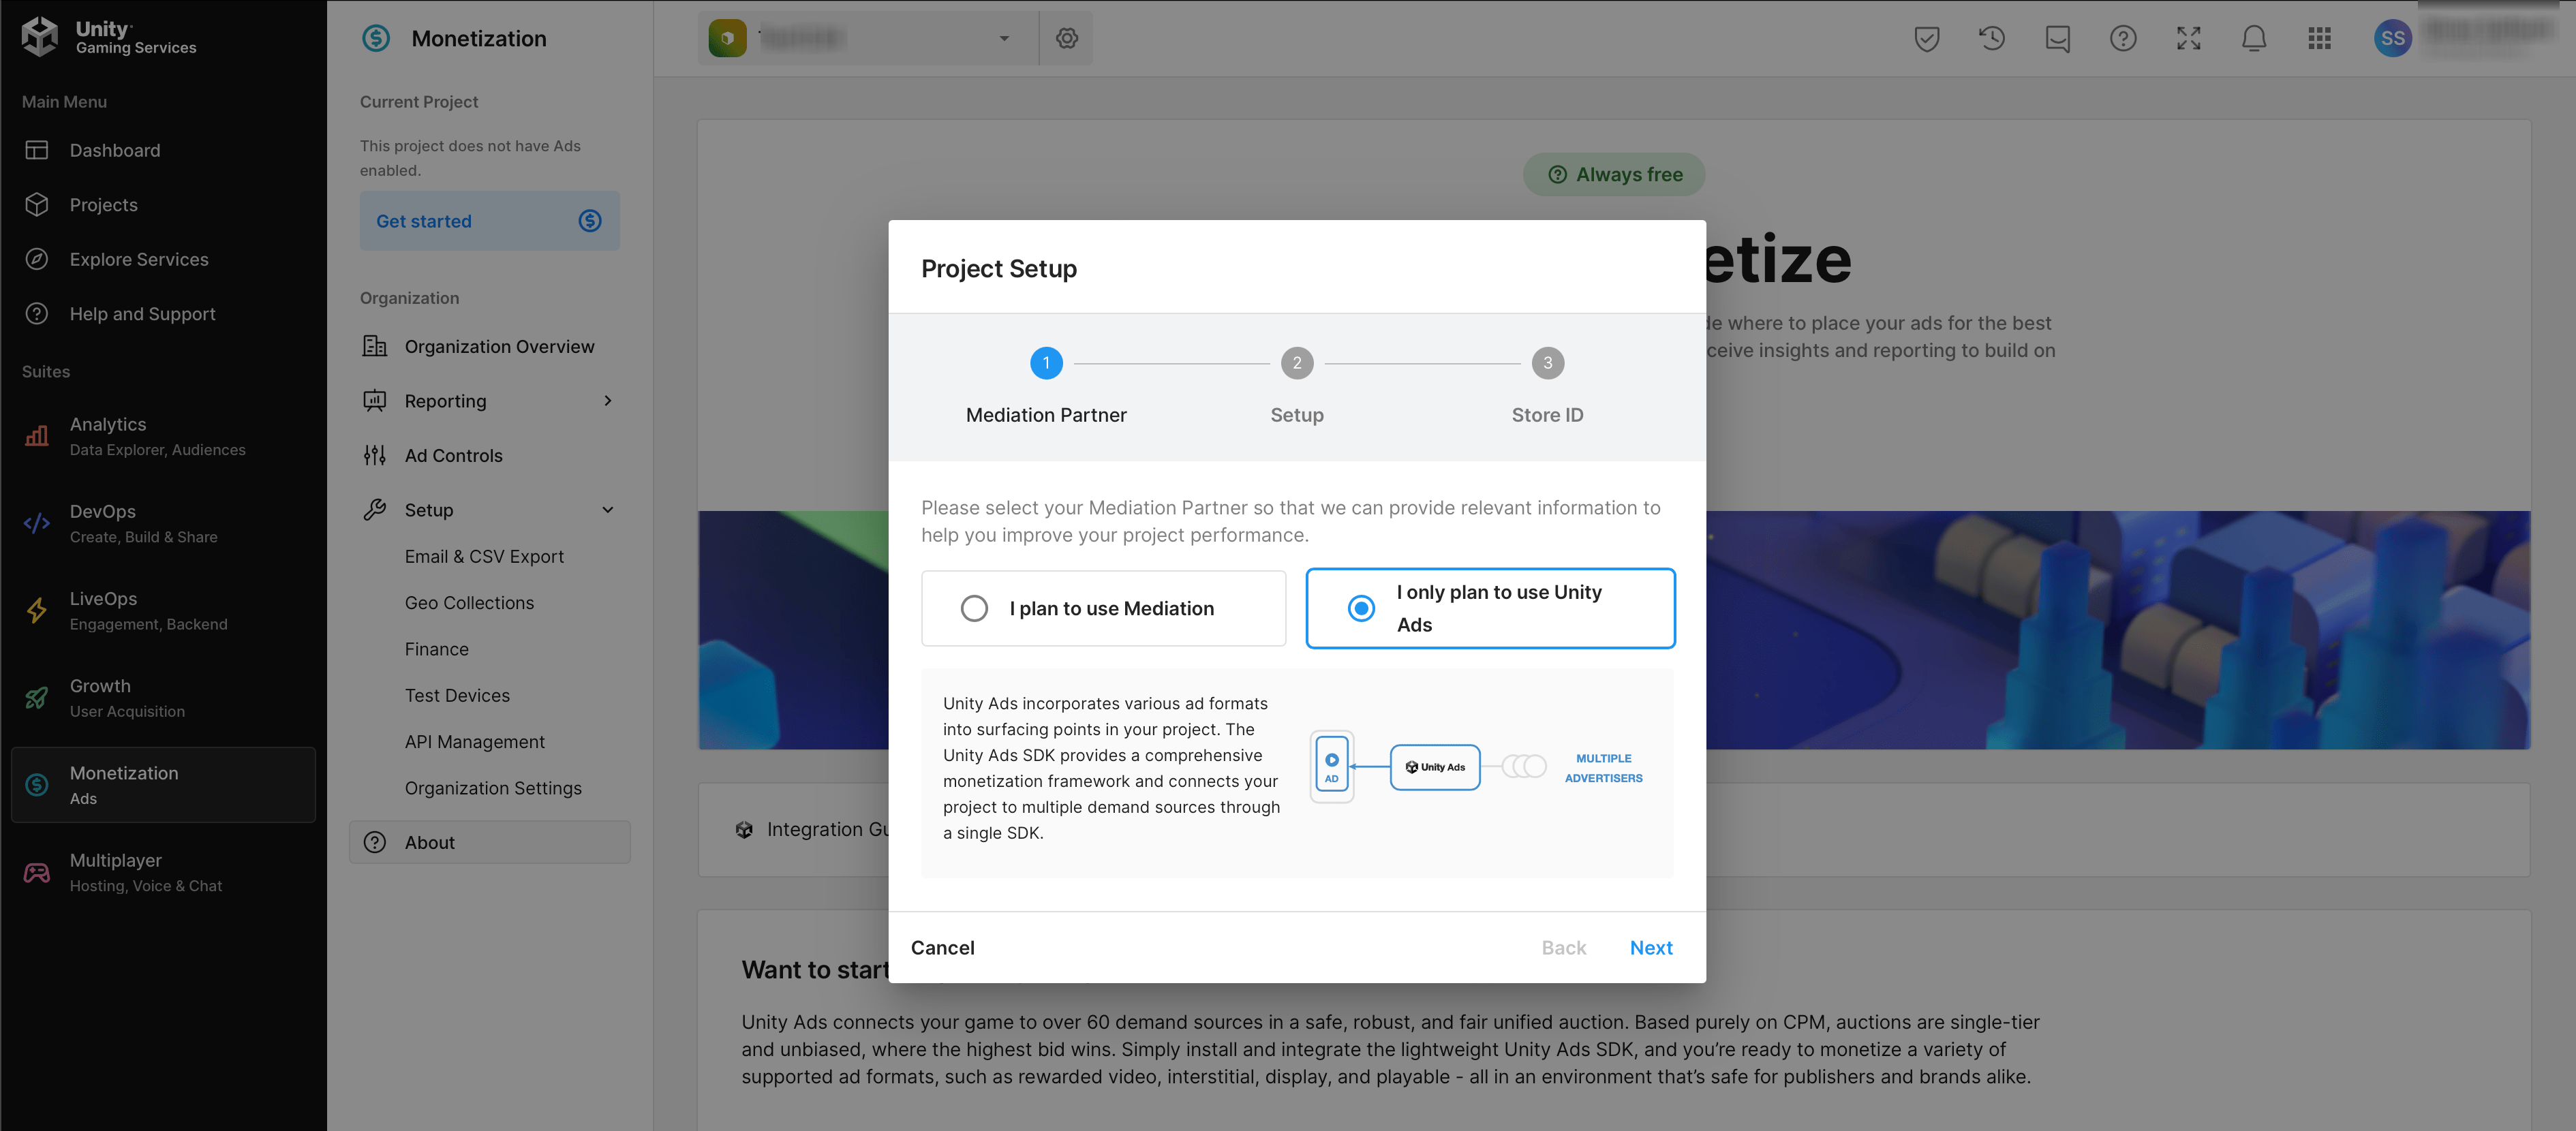 Unity
Gaming Services
Main Menu
Dashboard
Projects
Explore Services
Help and Support
Suites
Analytics
Data Explorer, Audiences
DevOps
Create, Build & Share
LiveOps
Engagement, Backend
Growth
User Acquisition
Monetization
Ads
Multiplayer
Hosting, Voice & Chat
Monetization
Current Project
This project does not have Ads
enabled.
Get started
Organization
Organization Overview
Reporting
Ad Controls
Setup
Email & CSV Export
Geo Collections
Finance
Test Devices
API Management
Organization Settings
About
SS
Always free
etize
where to place your ads for the best
ceive insights and reporting to build on
Project Setup
1
2
3
Mediation Partner
Setup
Store ID
Please select your Mediation Partner so that we can provide relevant information to
help you improve your project performance.
I plan to use Mediation
I only plan to use Unity
Ads
Unity Ads incorporates various ad formats
into surfacing points in your project. The
Unity Ads SDK provides a comprehensive
monetization framework and connects your
project to multiple demand sources through
a single SDK.
AD
Unity Ads
MULTIPLE
ADVERTISERS
Cancel
Back
Next
Integration Gu
Want to start
Unity Ads connects your game to over 60 demand sources in a safe, robust, and fair unified auction. Based purely on CPM, auctions are single-tier
and unbiased, where the highest bid wins. Simply install and integrate the lightweight Unity Ads SDK, and you're ready to monetize a variety of
supported ad formats, such as rewarded video, interstitial, display, and playable - all in an environment that's safe for publishers and brands alike.